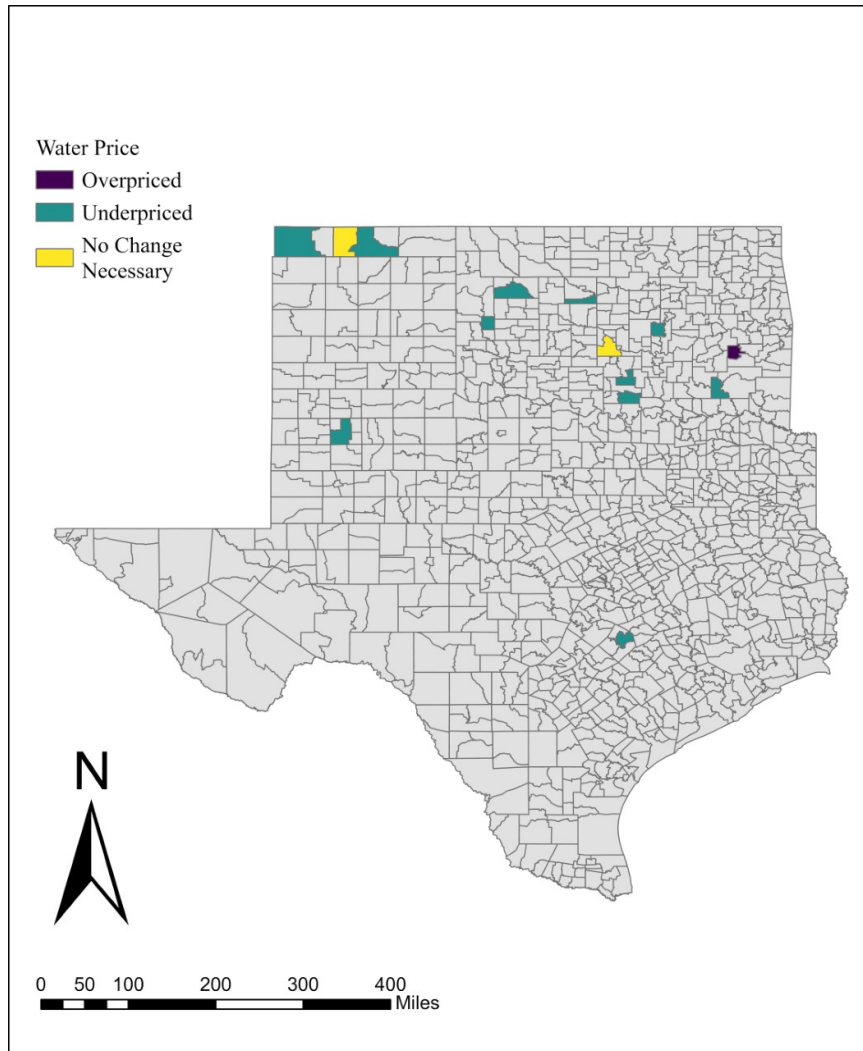 Water Price
Overpriced
Underpriced
No Change
Necessary
N
0 50 100 200 300 400
Miles